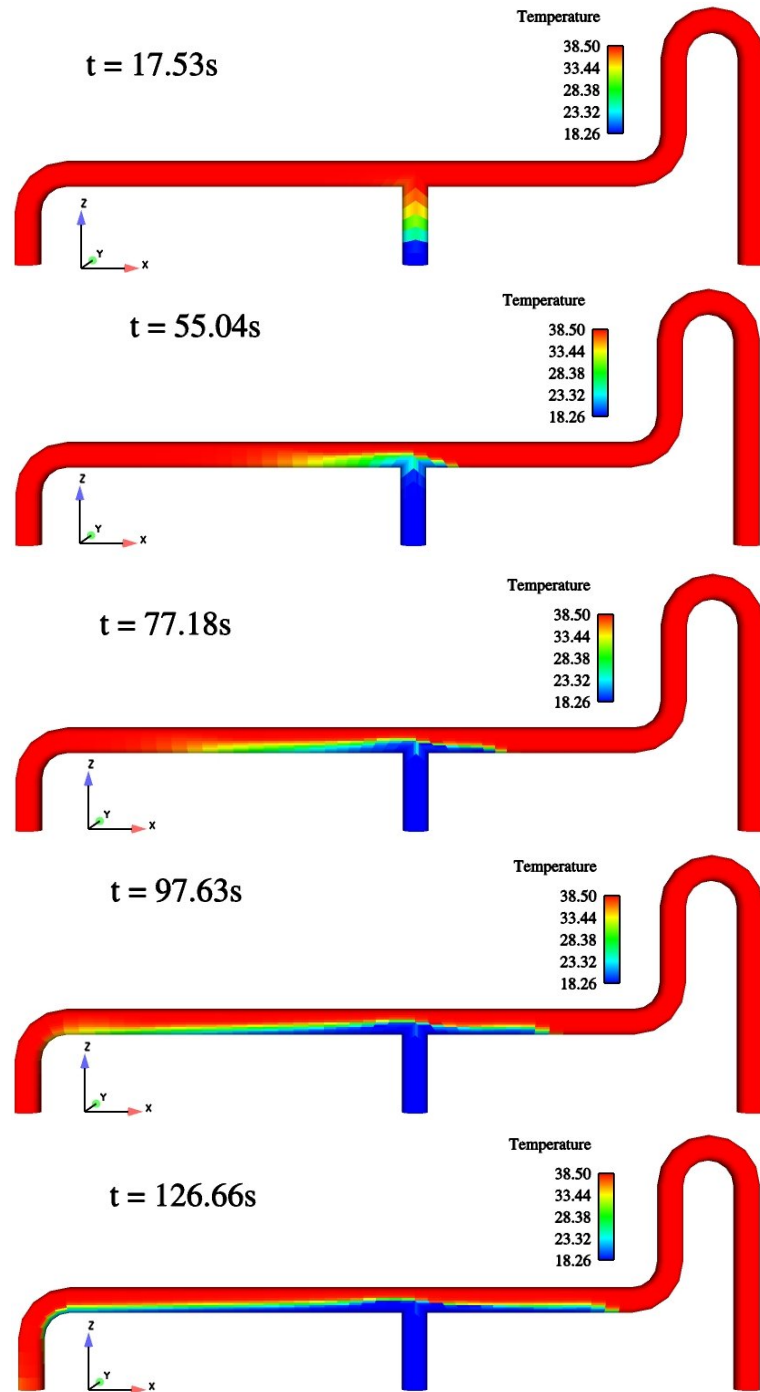 Temperature
t = 17.53s
38.50
33.44
28.38
23.32
18.26
Z
Y
X
Temperature
t = 55.04s
38.50
33.44
28.38
23.32
18.26
Z
Y
X
Temperature
t = 77.18s
38.50
33.44
28.38
23.32
18.26
Z
Y
X
Temperature
t = 97.63s
38.50
33.44
28.38
23.32
18.26
Z
Y
X
Temperature
t = 126.66s
38.50
33.44
28.38
23.32
18.26
Z
Y
X